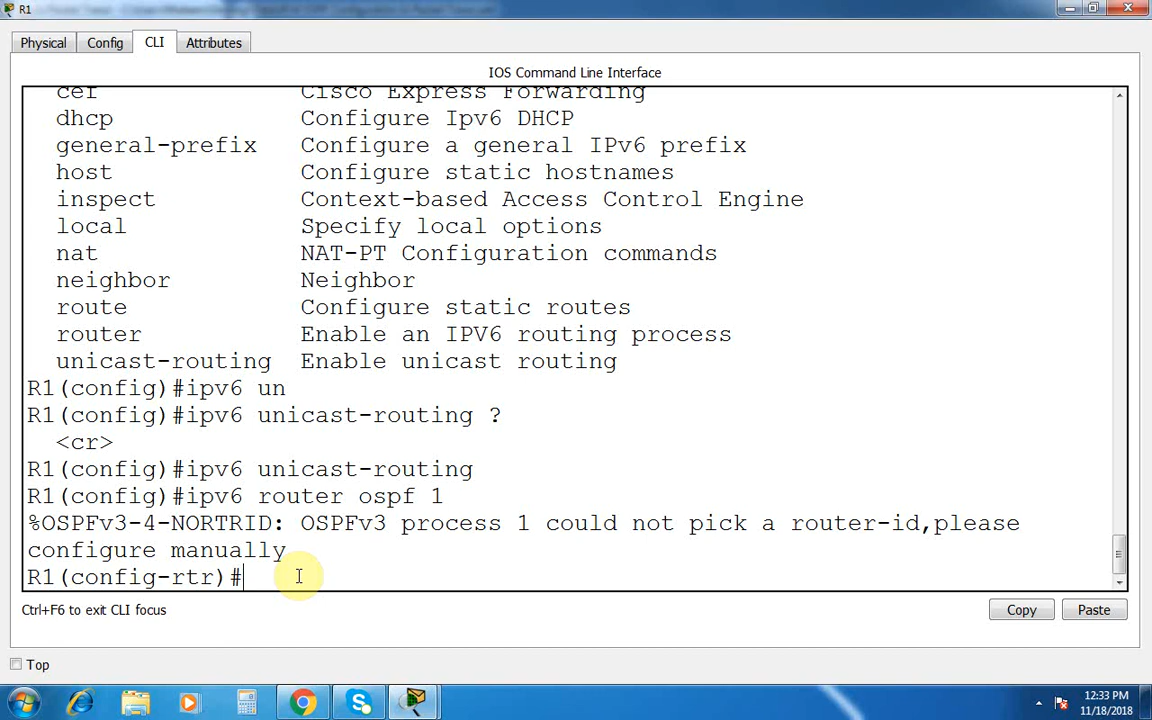 R1
Physical
Config
CLI
Attributes
IOS Command Line Interface
cef Cisco Express Forwarding
dhcp Configure Ipv6 DHCP
general-prefix Configure a general IPv6 prefix
host Configure static hostnames
inspect Context-based Access Control Engine
local Specify local options
nat NAT-PT Configuration commands
neighbor Neighbor
route Configure static routes
router Enable an IPV6 routing process
unicast-routing Enable unicast routing
R1(config)#ipv6 un
R1(config)#ipv6 unicast-routing ?
<cr>
R1(config)#ipv6 unicast-routing
R1(config)#ipv6 router ospf 1
%OSPFv3-4-NORTRID: OSPFv3 process 1 could not pick a router-id,please
configure manually
R1(config-rtr)#
Ctrl+F6 to exit CLI focus
Copy
Paste
Top
12:33 PM
11/18/2018